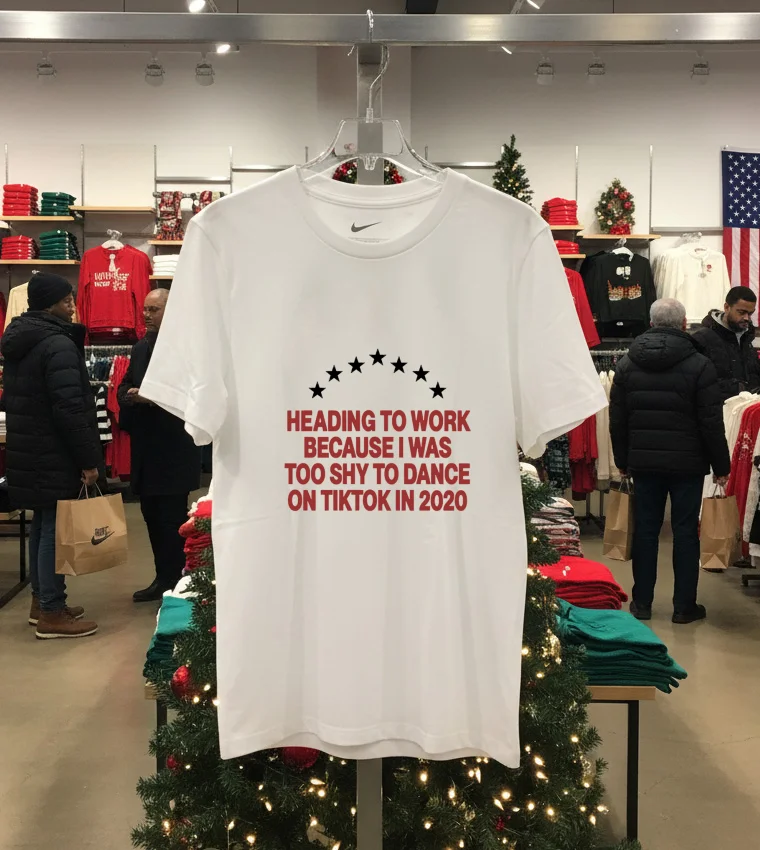 HEADING TO WORK
BECAUSE I WAS
TOO SHY TO DANCE
ON TIKTOK IN 2020